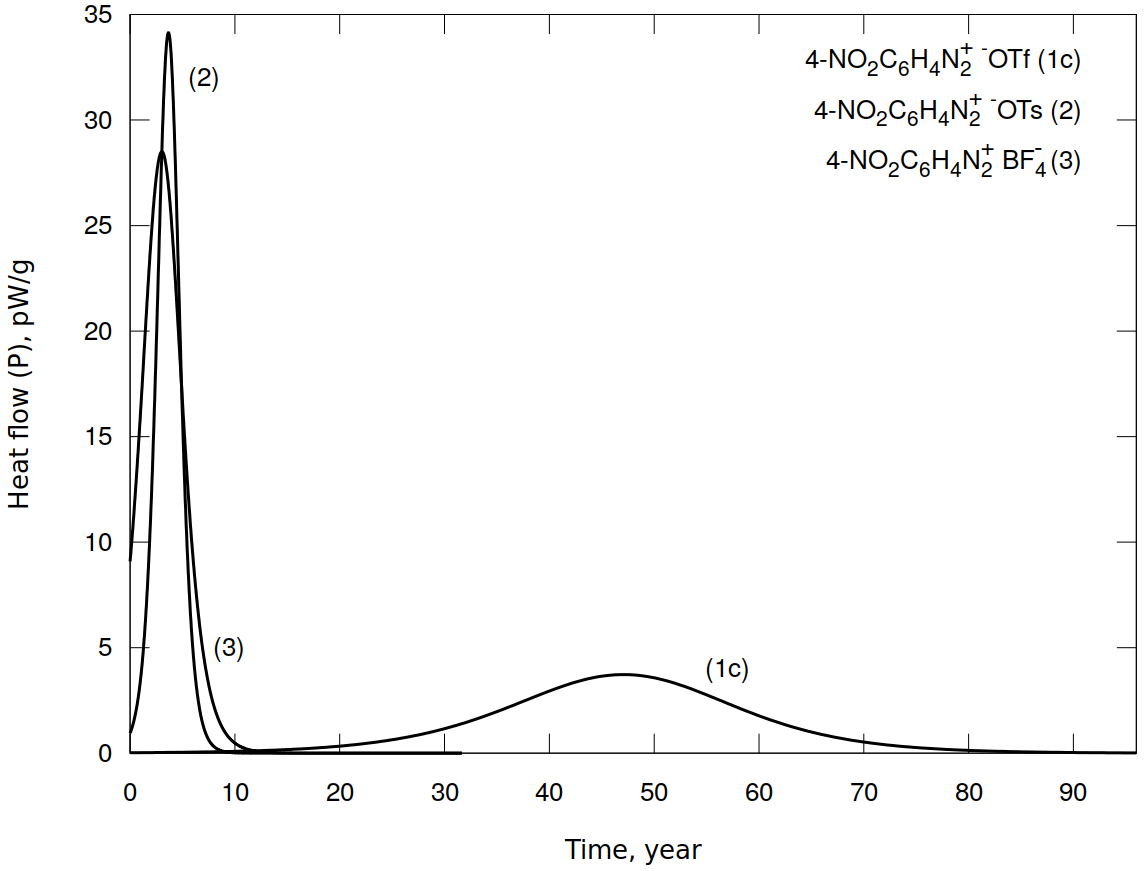 35
30
25
20
15
10
5
0
Heat flow (P), pW/g
(2)
(3)
(1c)
4-NO₂C₆H₄N₂⁺ ⁻OTf (1c)
4-NO₂C₆H₄N₂⁺ ⁻OTs (2)
4-NO₂C₆H₄N₂⁺ BF₄⁻ (3)
0 10 20 30 40 50 60 70 80 90
Time, year